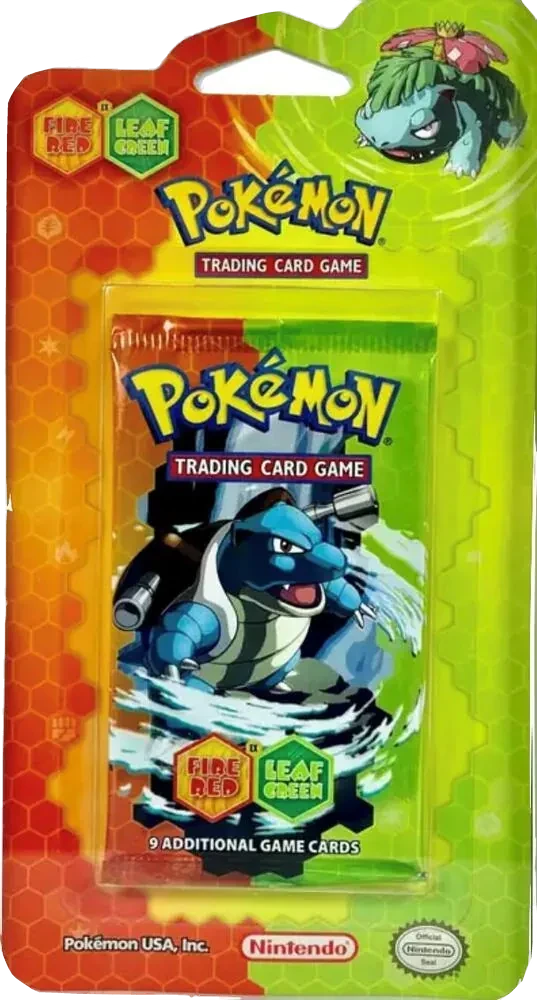 FIRE RED
EX
LEAF GREEN
POKéMON
TRADING CARD GAME
POKéMON
®
TRADING CARD GAME
FIRE RED
EX
LEAF GREEN
9 ADDITIONAL GAME CARDS
Pokémon USA, Inc.
Nintendo®
Official
Nintendo
Seal